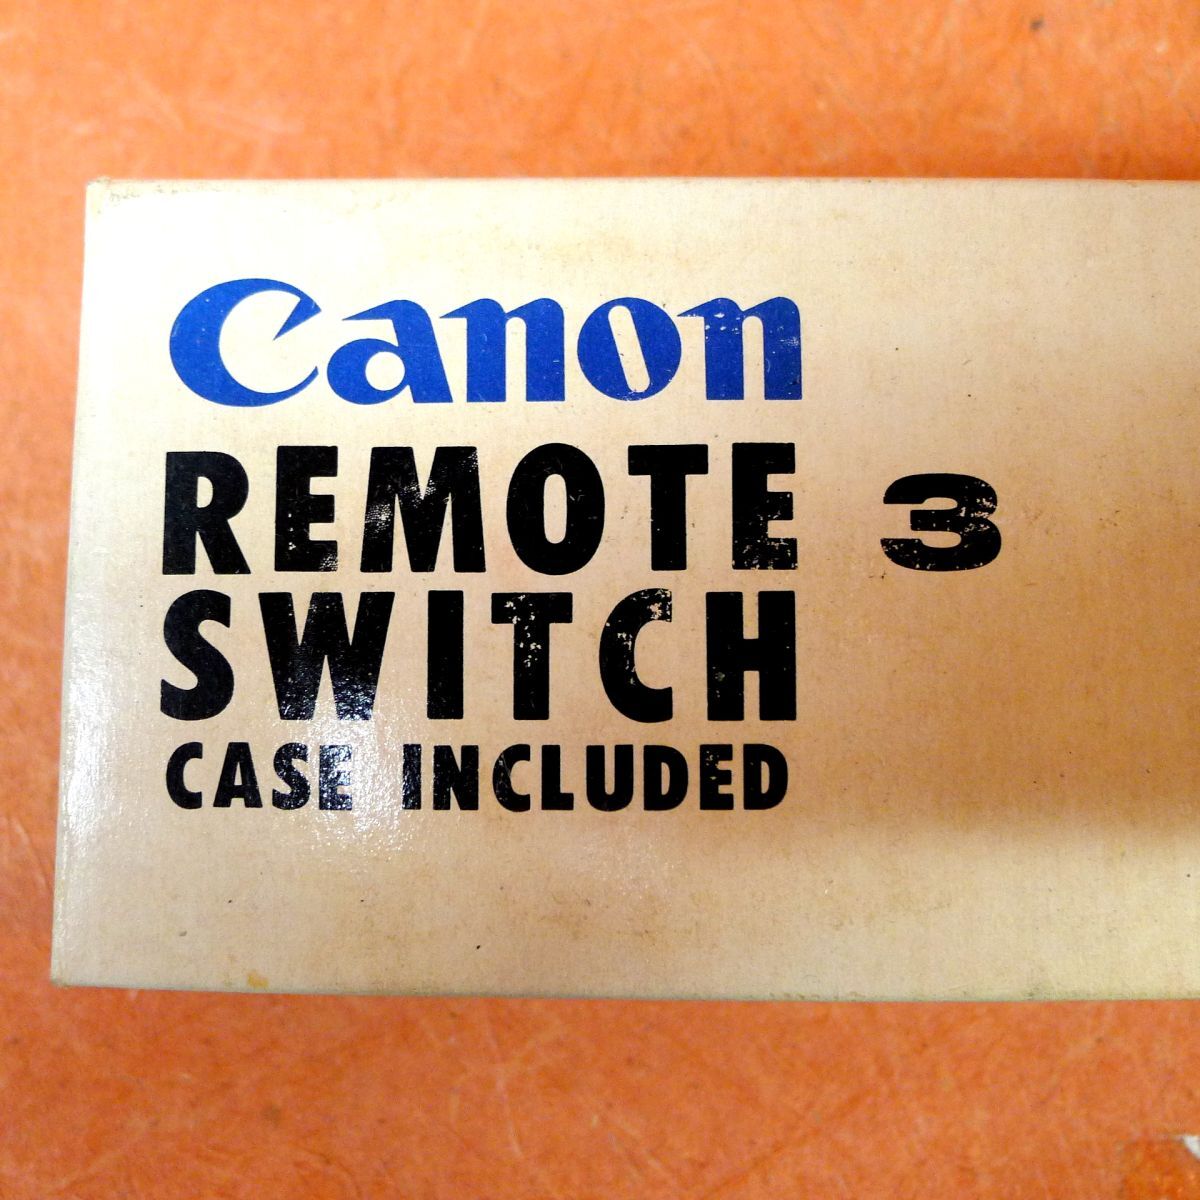 Canon
REMOTE 3
SWITCH
CASE INCLUDED